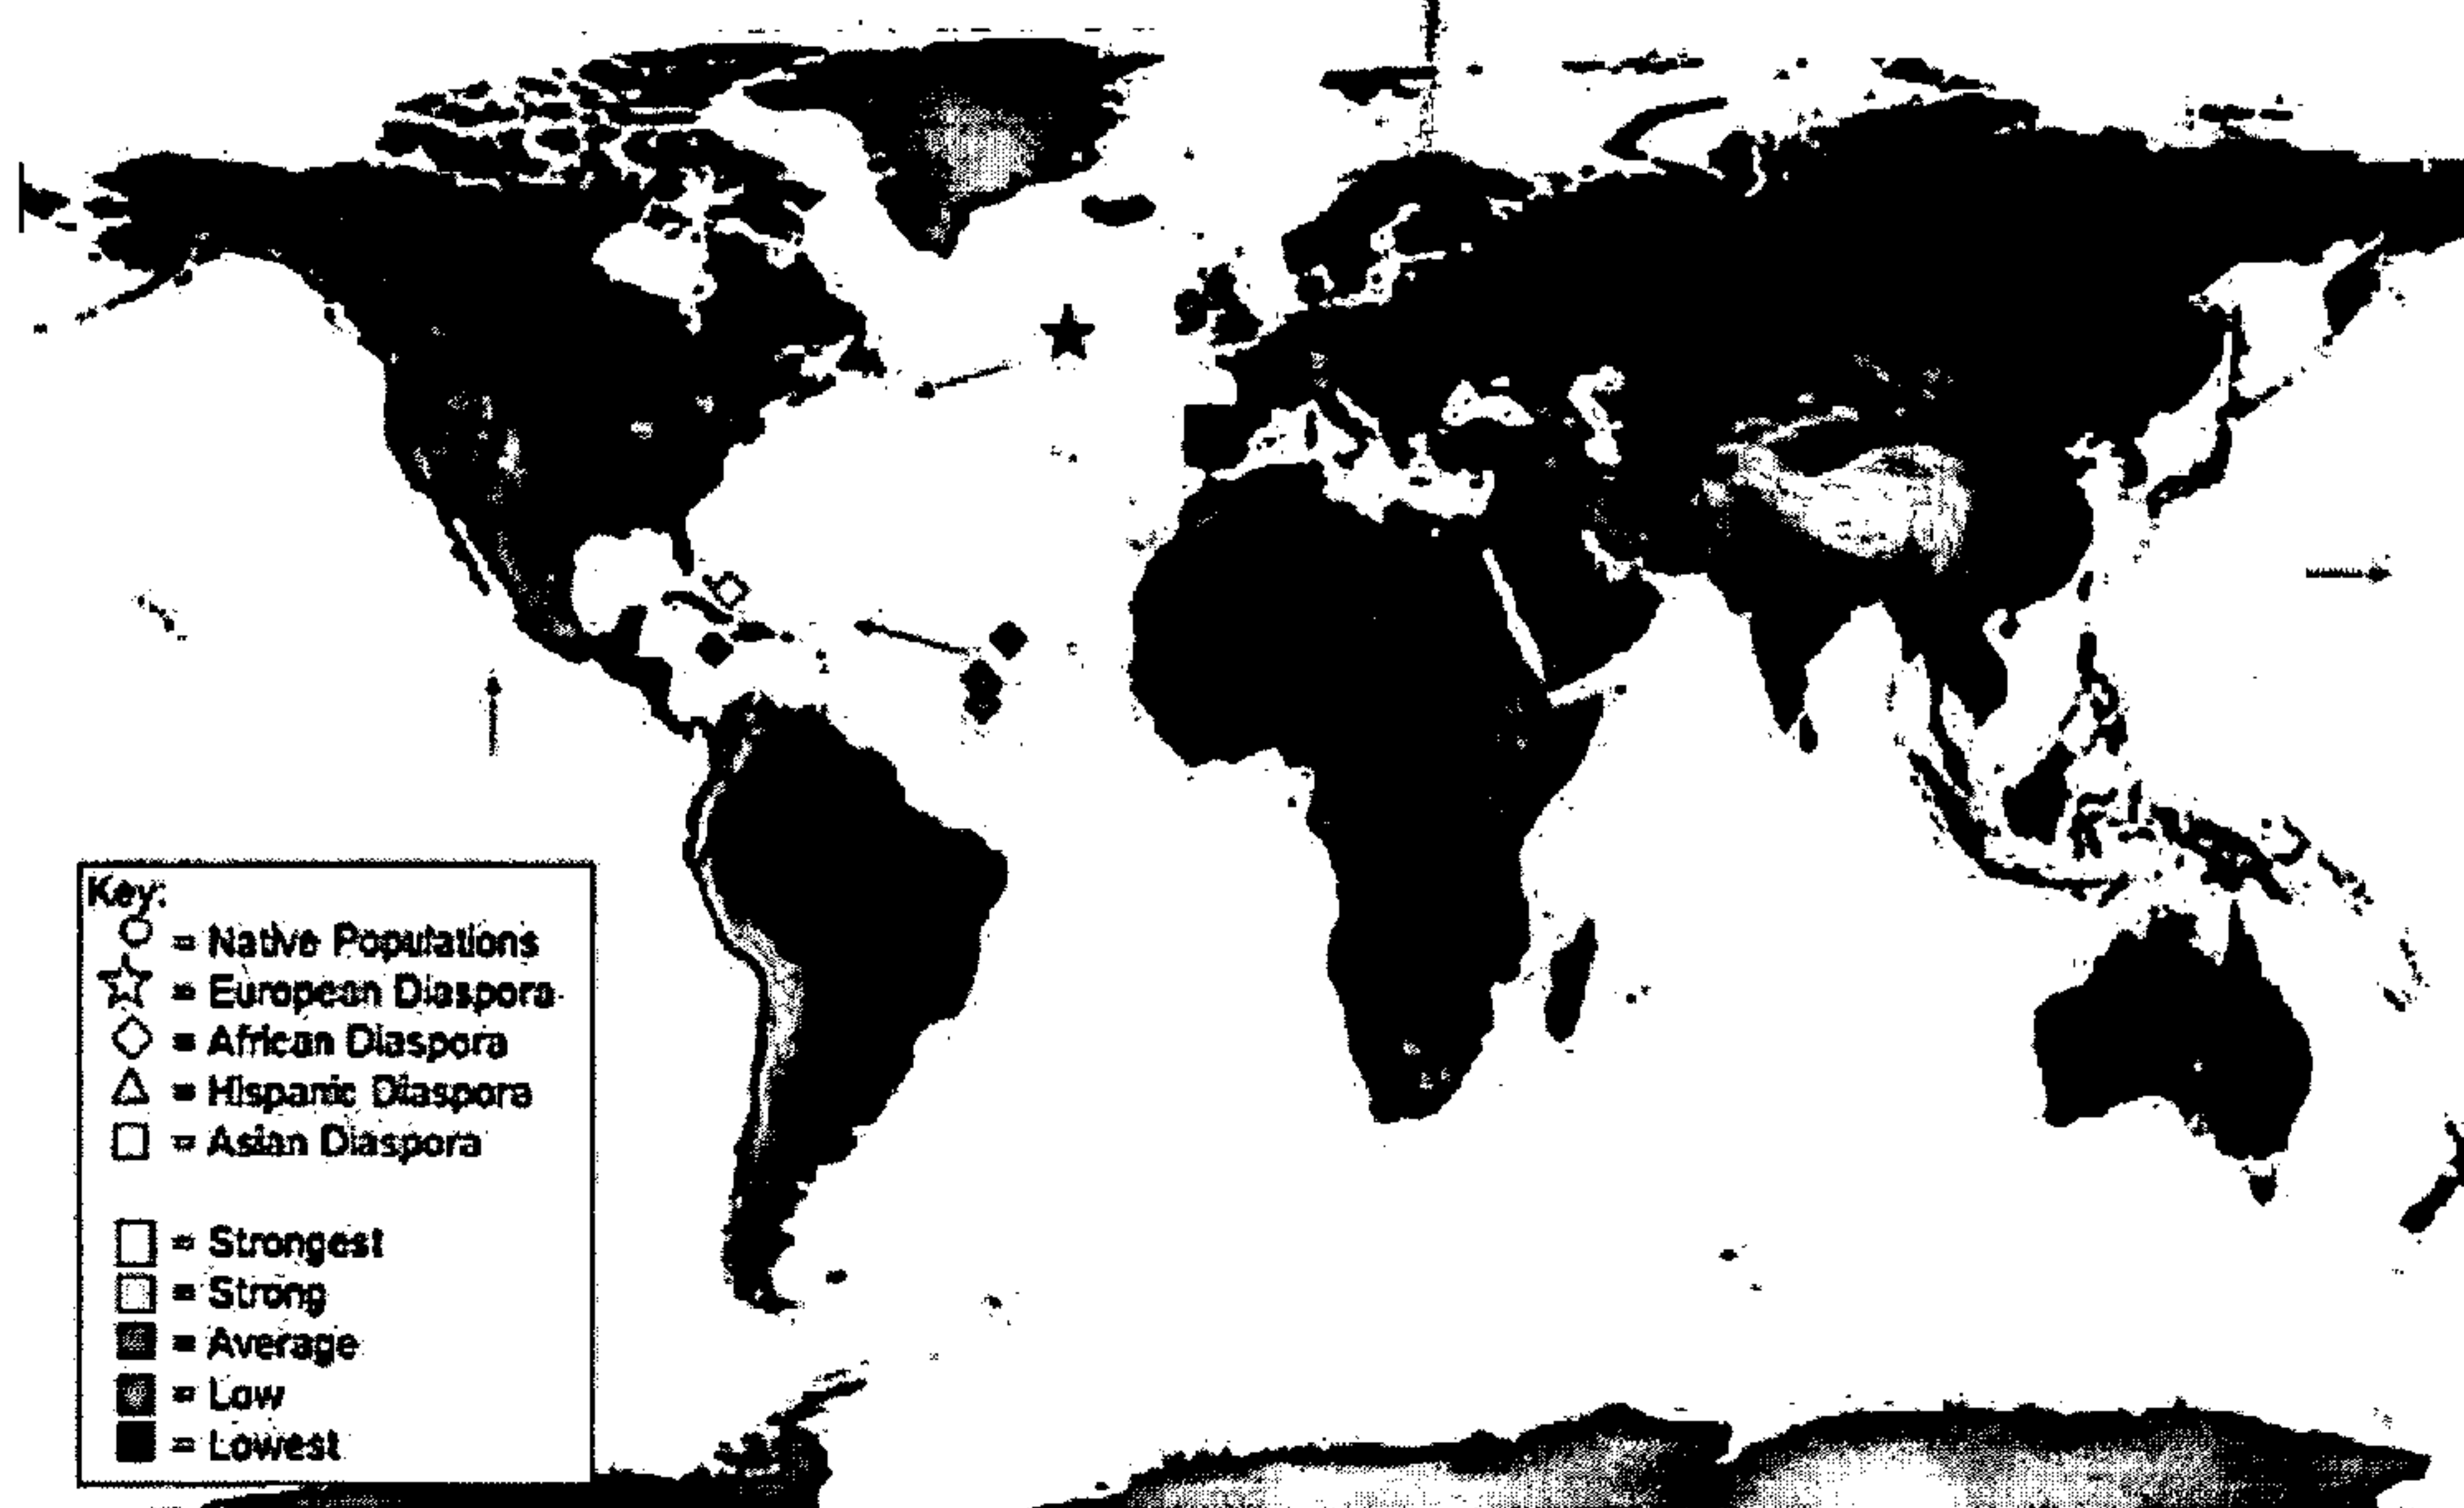 Key:
= Native Populations
= European Diaspora
= African Diaspora
= Hispanic Diaspora
= Asian Diaspora
= Strongest
= Strong
= Average
= Low
= Lowest